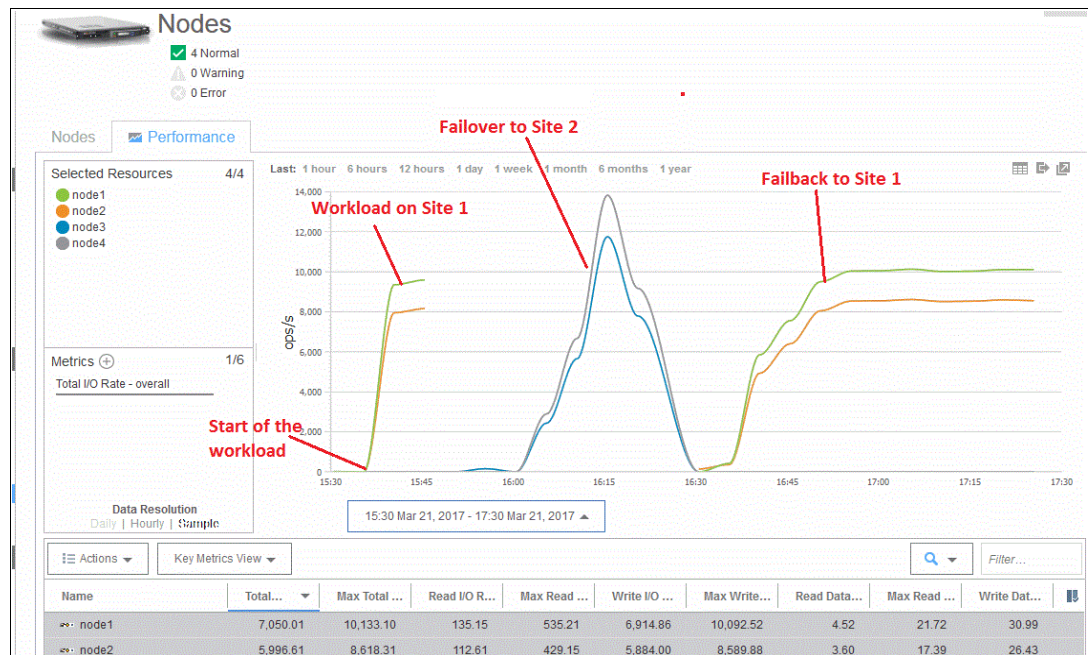 Nodes
4 Normal
0 Warning
0 Error
Nodes
Performance
Selected Resources 4/4
node1
node2
node3
node4
Metrics 1/6
Total I/O Rate - overall
Data Resolution
Daily | Hourly | Sample
Last: 1 hour 6 hours 12 hours 1 day 1 week 1 month 6 months 1 year
Failover to Site 2
Failback to Site 1
Workload on Site 1
Start of the
workload
ops/s
14,000
12,000
10,000
8,000
6,000
4,000
2,000
0
15:30 15:45 16:00 16:15 16:30 16:45 17:00 17:15 17:30
15:30 Mar 21, 2017 - 17:30 Mar 21, 2017
Actions
Key Metrics View
Filter...
Name Total... Max Total ... Read I/O R... Max Read ... Write I/O ... Max Write... Read Data... Max Read ... Write Dat...
node1 7,050.01 10,133.10 135.15 535.21 6,914.86 10,092.52 4.52 21.72 30.99
node2 5,996.61 8,618.31 112.61 429.15 5,884.00 8,589.88 3.60 17.39 26.43